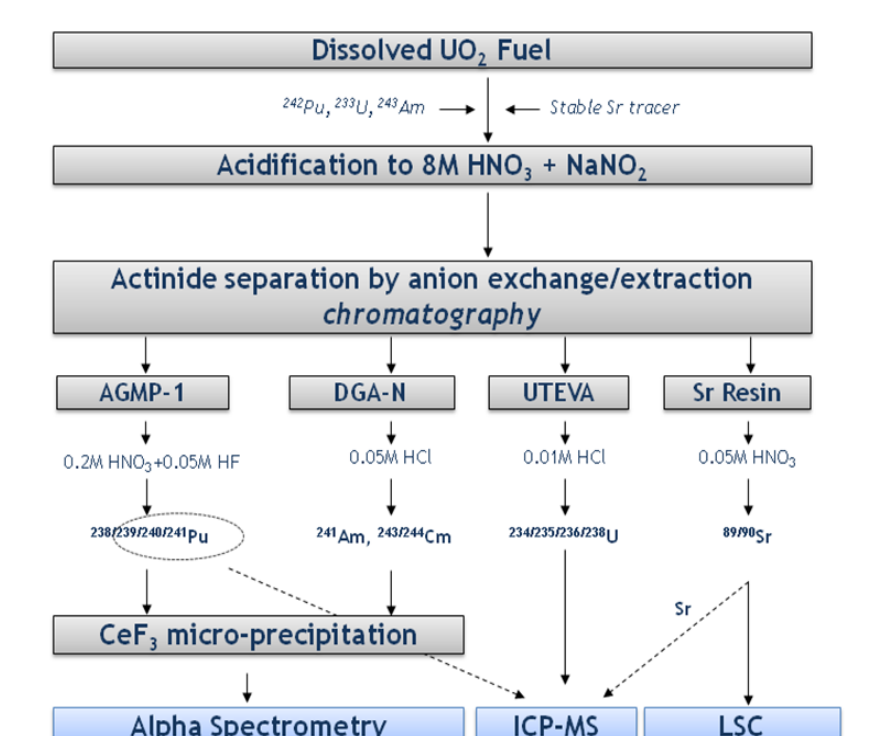 Dissolved UO₂ Fuel
²⁴²Pu, ²³³U, ²⁴³Am Stable Sr tracer
Acidification to 8M HNO₃ + NaNO₂
Actinide separation by anion exchange/extraction
chromatography
AGMP-1 DGA-N UTEVA Sr Resin
0.2M HNO₃+0.05M HF 0.05M HCl 0.01M HCl 0.05M HNO₃
²³⁸/²³⁹/²⁴⁰/²⁴¹Pu ²⁴¹Am, ²⁴³/²⁴⁴Cm ²³⁴/²³⁵/²³⁶/²³⁸U ⁸⁹/⁹⁰Sr
Sr
CeF₃ micro-precipitation
Alpha Spectrometry ICP-MS LSC